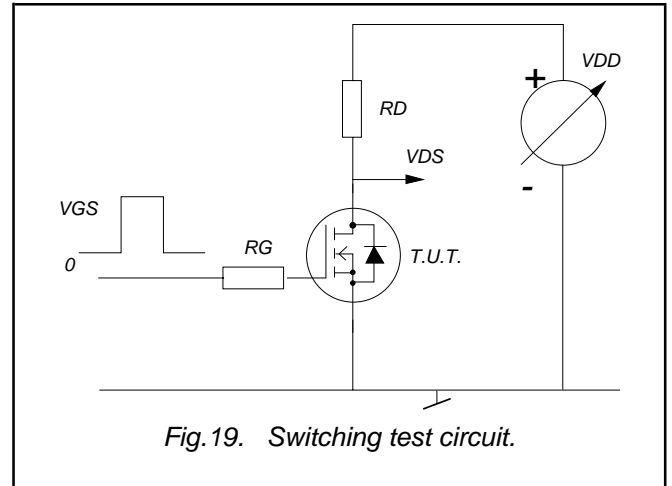 VDD
+
RD
VDS
-
VGS
RG
T.U.T.
0
Fig.19. Switching test circuit.